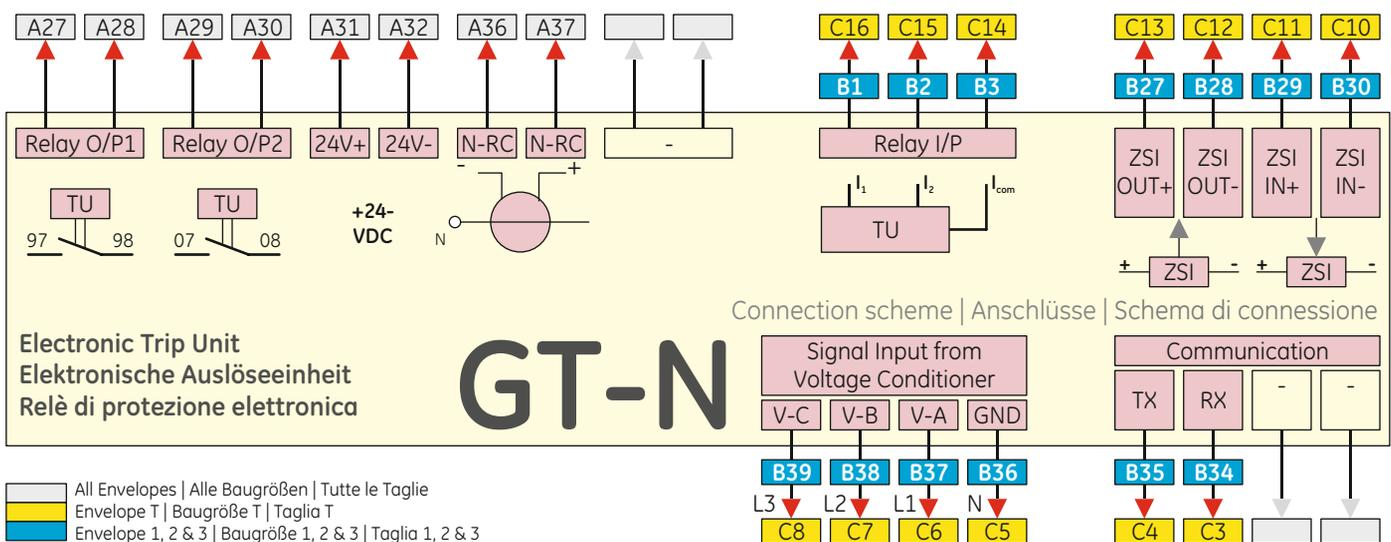 A27 A28 A29 A30 A31 A32 A36 A37 C16 C15 C14 C13 C12 C11 C10
B1 B2 B3 B27 B28 B29 B30
Relay O/P1 Relay O/P2 24V+ 24V- N-RC N-RC - Relay I/P
ZSI OUT+ ZSI OUT- ZSI IN+ ZSI IN-
- +
I1 I2 Icom
TU TU +24- VDC N TU
97 98 07 08
+ ZSI - + ZSI -
Connection scheme | Anschlüsse | Schema di connessione
Electronic Trip Unit
Elektronische Auslöseeinheit
Relè di protezione elettronica
GT-N
Signal Input from
Voltage Conditioner
V-C V-B V-A GND
Communication
TX RX - -
B39 B38 B37 B36 B35 B34
L3 L2 L1 N
C8 C7 C6 C5 C4 C3
All Envelopes | Alle Baugrößen | Tutte le Taglie
Envelope T | Baugröße T | Taglia T
Envelope 1, 2 & 3 | Baugröße 1, 2 & 3 | Taglia 1, 2 & 3